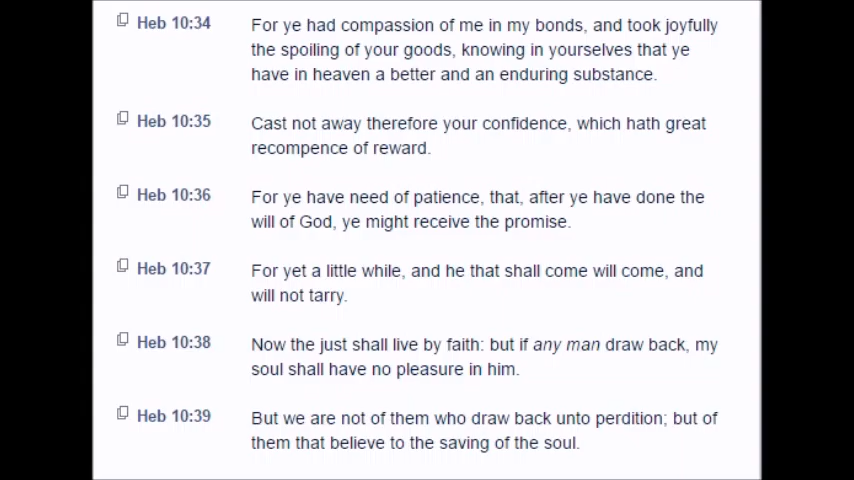 Heb 10:34 For ye had compassion of me in my bonds, and took joyfully
the spoiling of your goods, knowing in yourselves that ye
have in heaven a better and an enduring substance.
Heb 10:35 Cast not away therefore your confidence, which hath great
recompence of reward.
Heb 10:36 For ye have need of patience, that, after ye have done the
will of God, ye might receive the promise.
Heb 10:37 For yet a little while, and he that shall come will come, and
will not tarry.
Heb 10:38 Now the just shall live by faith: but if any man draw back, my
soul shall have no pleasure in him.
Heb 10:39 But we are not of them who draw back unto perdition; but of
them that believe to the saving of the soul.